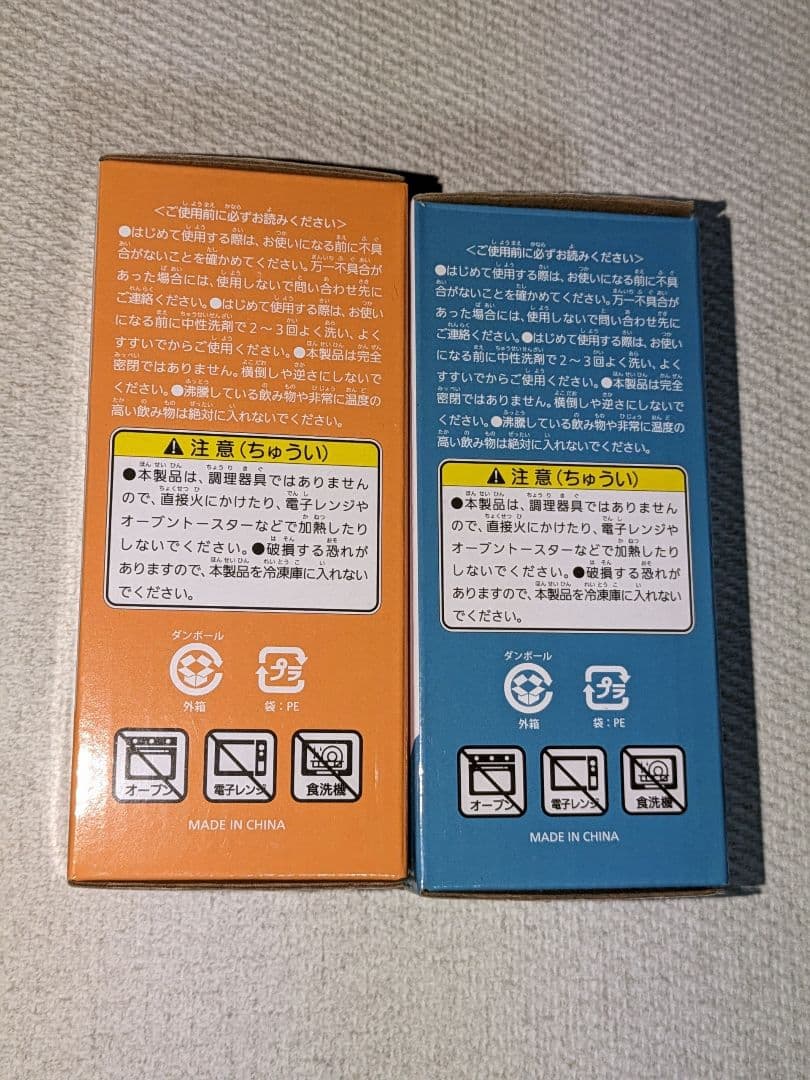 <ご使用前に必ずお読みください>
●はじめて使用する際は、お使いになる前に不具
合がないことを確かめてください。万一不具合が
あった場合には、使用しないで問い合わせ先に
ご連絡ください。●はじめて使用する際は、お使い
になる前に中性洗剤で2〜3回よく洗い、よく
すすいでからご使用ください。●本製品は完全
密閉ではありません。横倒しや逆さにしないで
ください。●沸騰している飲み物や非常に温度の
高い飲み物は絶対に入れないでください。
⚠注意(ちゅうい)
●本製品は、調理器具ではありません
ので、直接火にかけたり、電子レンジや
オーブントースターなどで加熱したり
しないでください。●破損する恐れが
ありますので、本製品を冷凍庫に入れない
でください。
ダンボール
外箱
プラ
袋:PE
オーブン
電子レンジ
食洗機
MADE IN CHINA
<ご使用前に必ずお読みください>
●はじめて使用する際は、お使いになる前に不具
合がないことを確かめてください。万一不具合が
あった場合には、使用しないで問い合わせ先に
ご連絡ください。●はじめて使用する際は、お使い
になる前に中性洗剤で2〜3回よく洗い、よく
すすいでからご使用ください。●本製品は完全
密閉ではありません。横倒しや逆さにしないで
ください。●沸騰している飲み物や非常に温度の
高い飲み物は絶対に入れないでください。
⚠注意(ちゅうい)
●本製品は、調理器具ではありません
ので、直接火にかけたり、電子レンジや
オーブントースターなどで加熱したり
しないでください。●破損する恐れが
ありますので、本製品を冷凍庫に入れない
でください。
ダンボール
外箱
プラ
袋:PE
オーブン
電子レンジ
食洗機
MADE IN CHINA